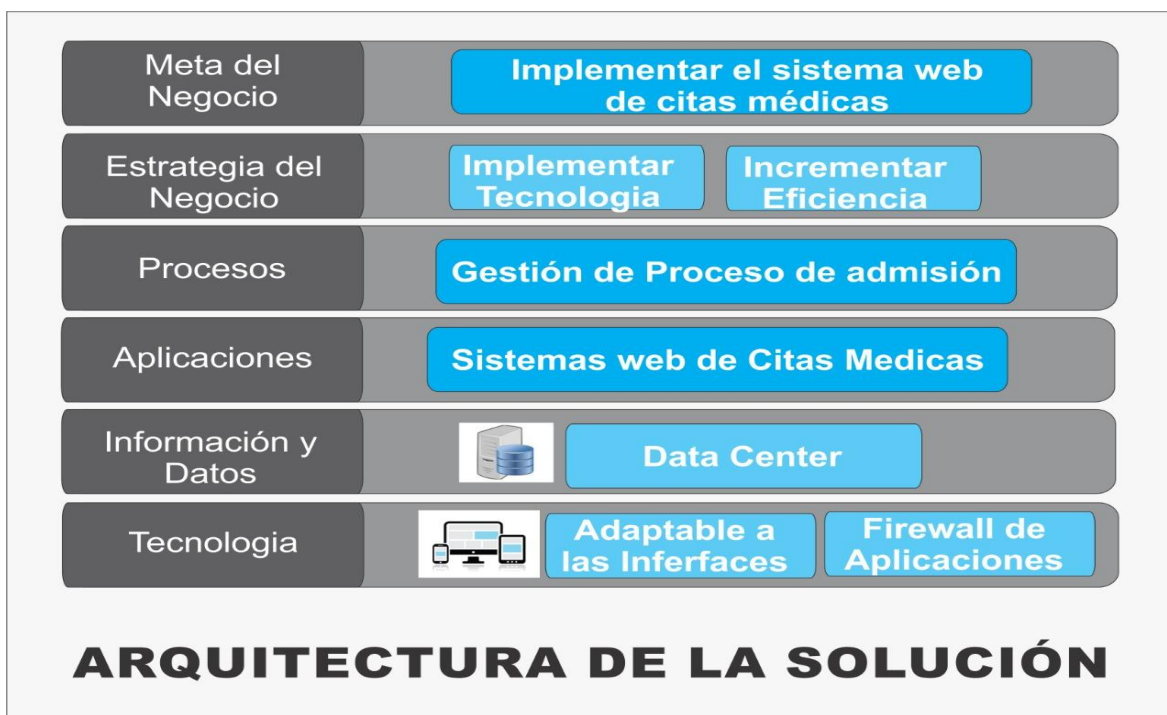 Meta del
Negocio
Implementar el sistema web
de citas médicas
Estrategia del
Negocio
Implementar
Tecnologia
Incrementar
Eficiencia
Procesos
Gestión de Proceso de admisión
Aplicaciones
Sistemas web de Citas Medicas
Información y
Datos
Data Center
Tecnologia
Adaptable a
las Inferfaces
Firewall de
Aplicaciones
ARQUITECTURA DE LA SOLUCIÓN